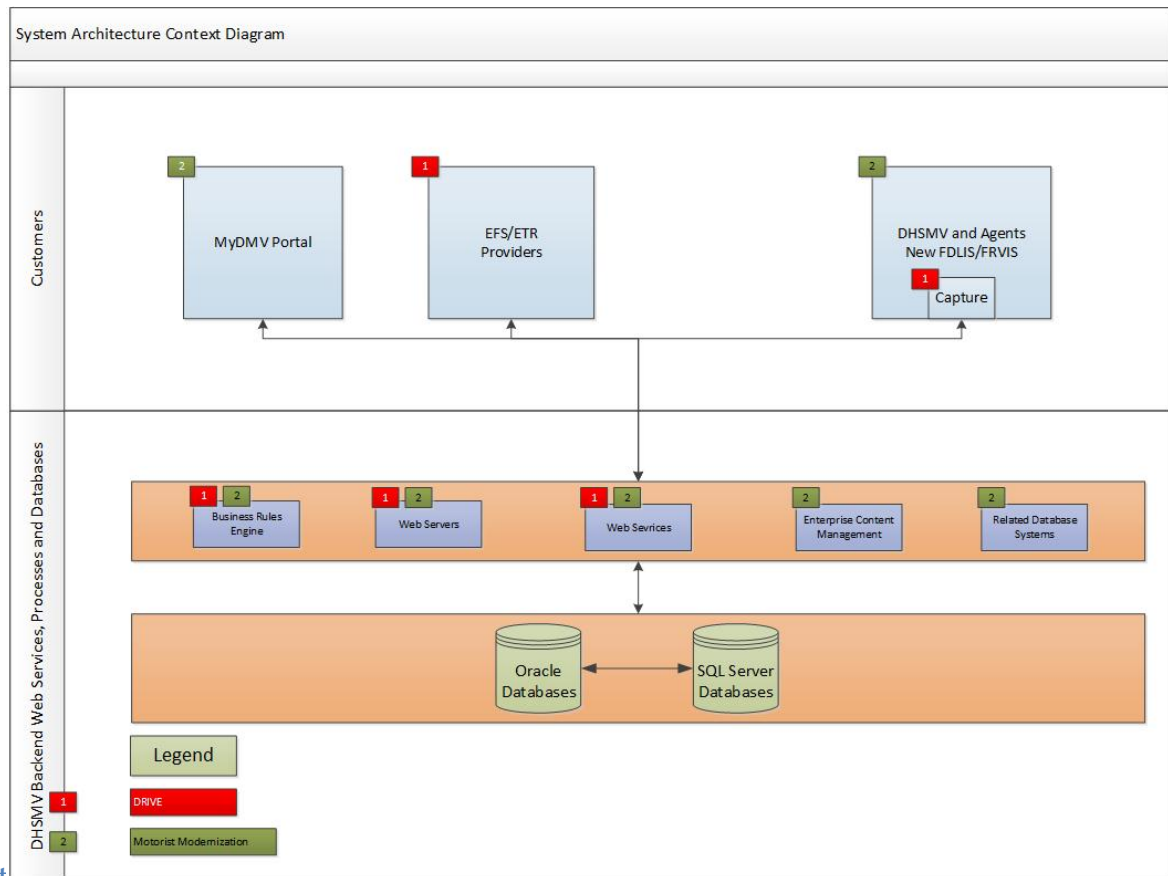 System Architecture Context Diagram
Customers
2
MyDMV Portal
1
EFS/ETR
Providers
2
DHSMV and Agents
New FDLIS/FRVIS
1
Capture
DHSMV Backend Web Services, Processes and Databases
1 2
Business Rules
Engine
1 2
Web Servers
1 2
Web Sevrices
2
Enterprise Content
Management
2
Related Database
Systems
Oracle
Databases
SQL Server
Databases
Legend
1 DRIVE
2 Motorist Modernization